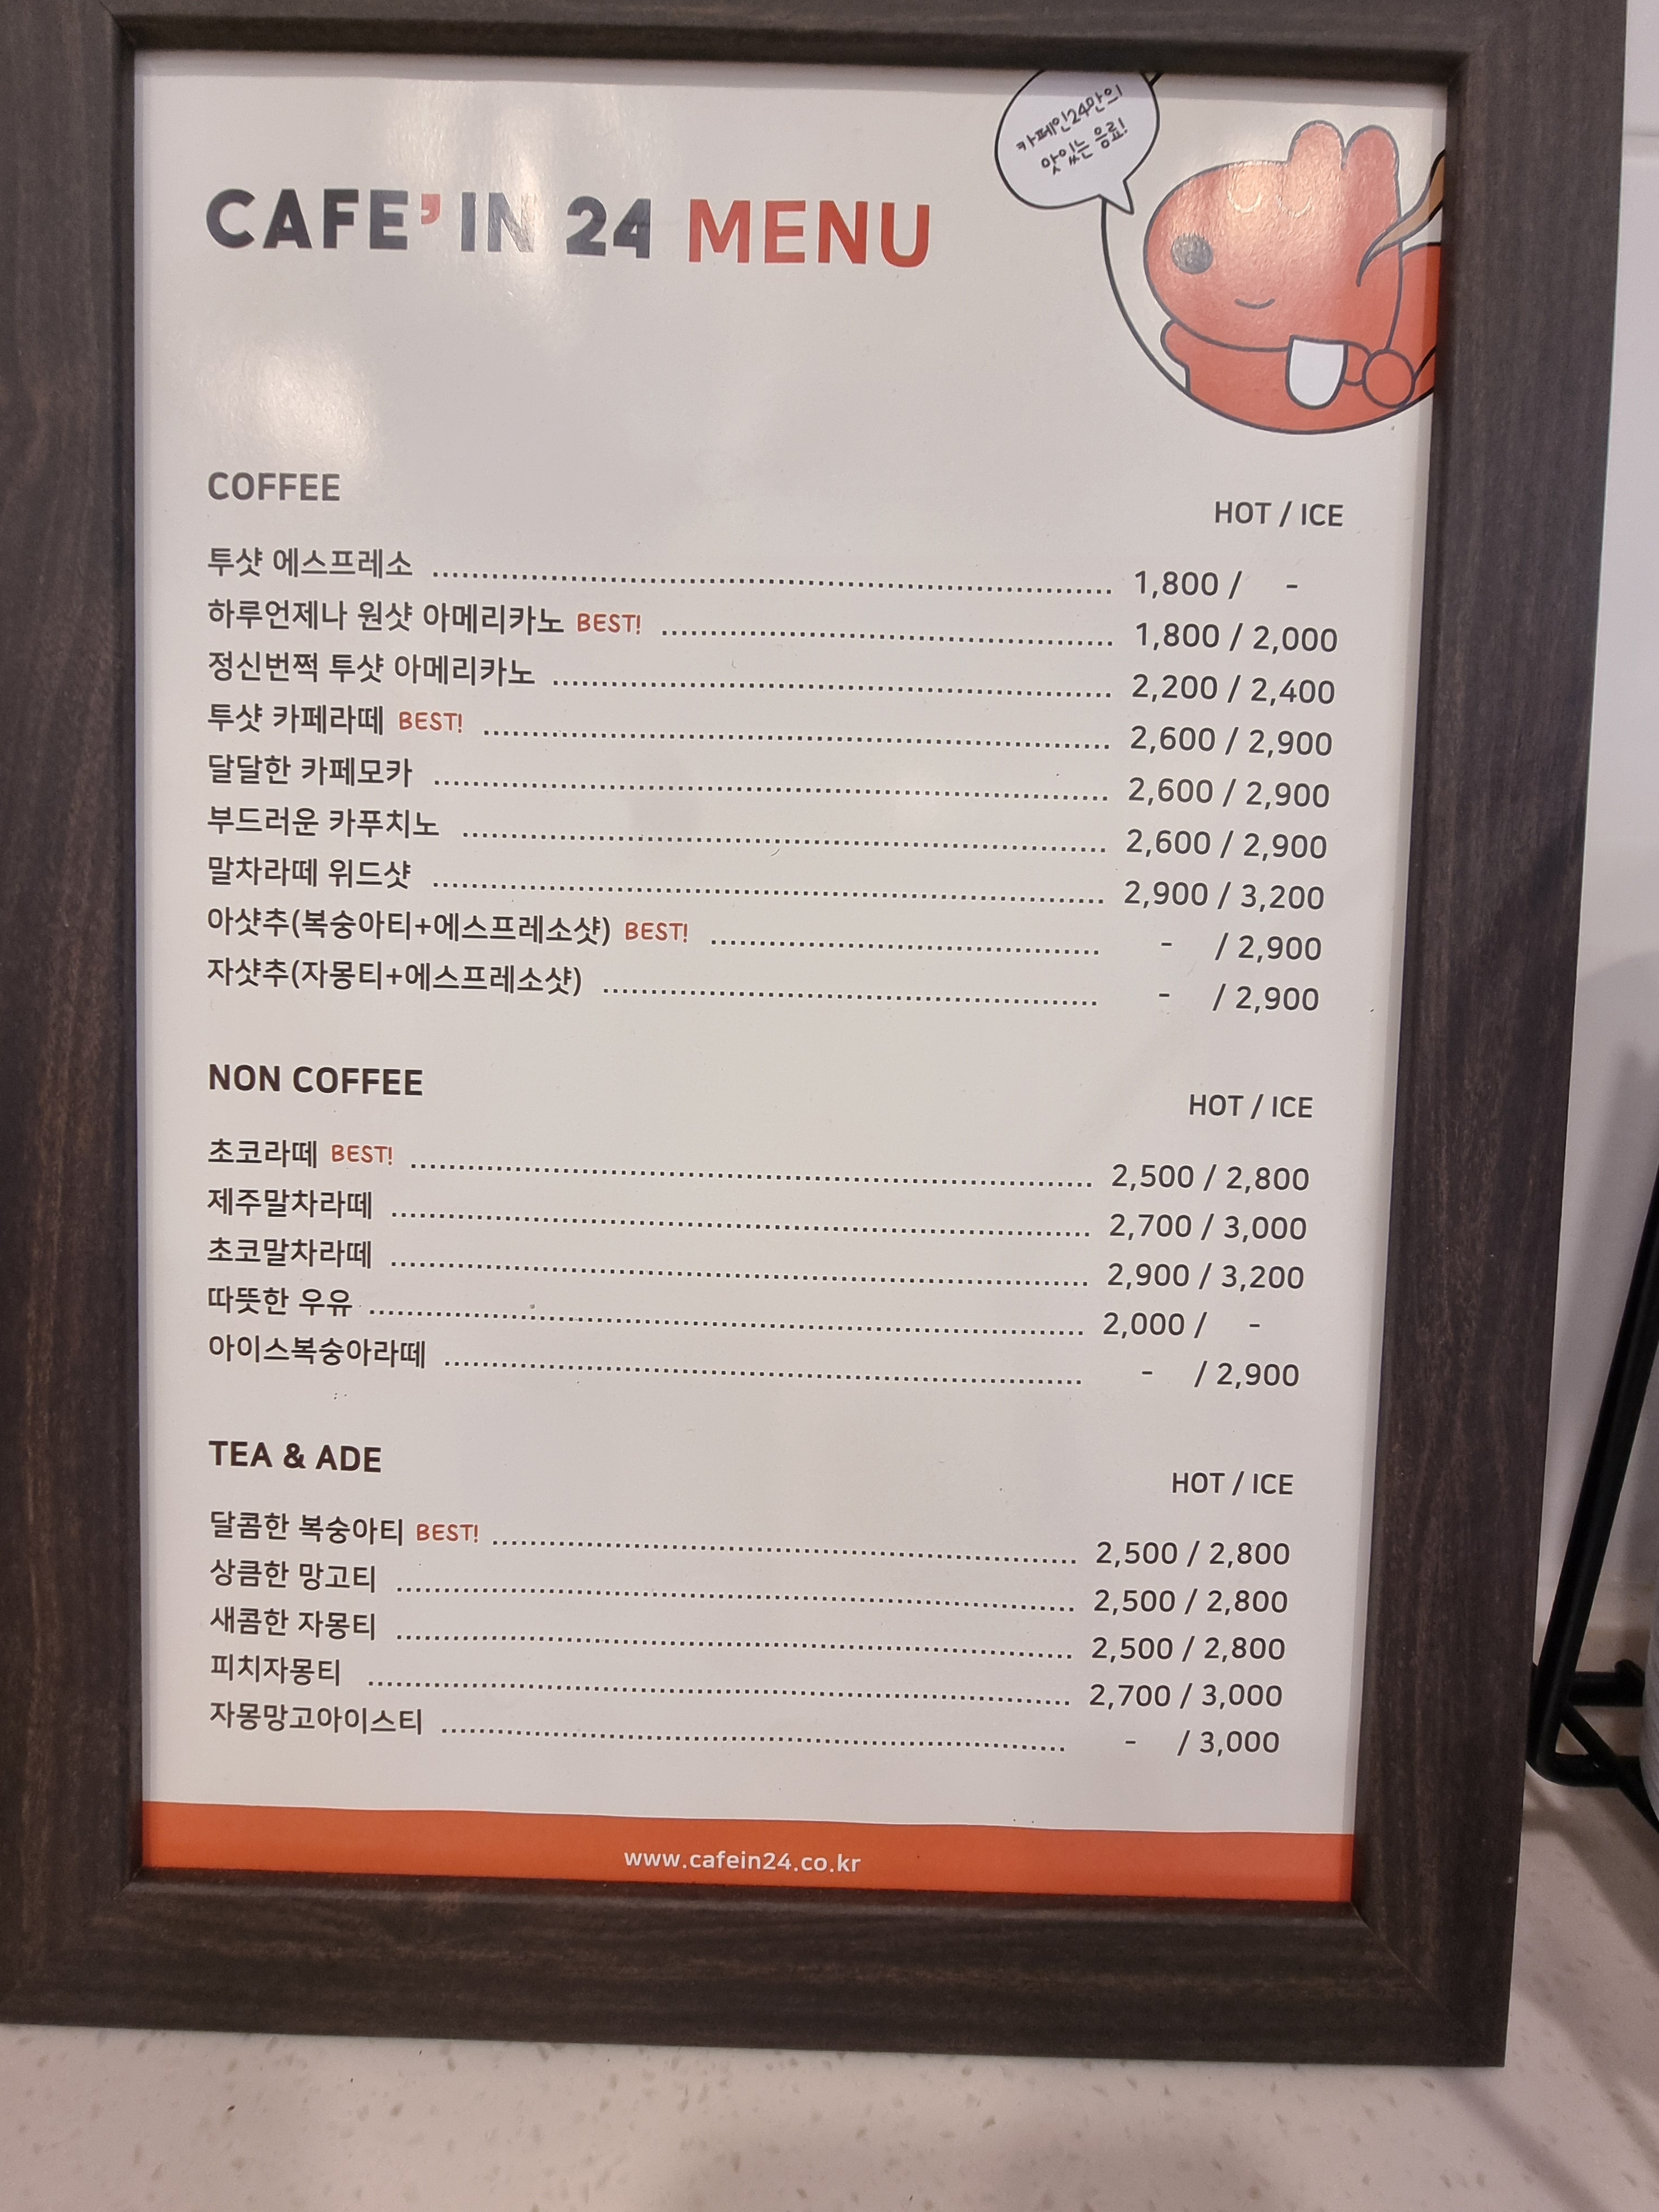 카페인24만의
맛있는 음료!
CAFE'IN 24 MENU
COFFEE
HOT / ICE
투샷 에스프레소 1,800 / -
하루언제나 원샷 아메리카노 BEST! 1,800 / 2,000
정신번쩍 투샷 아메리카노 2,200 / 2,400
투샷 카페라떼 BEST! 2,600 / 2,900
달달한 카페모카 2,600 / 2,900
부드러운 카푸치노 2,600 / 2,900
말차라떼 위드샷 2,900 / 3,200
아샷추(복숭아티+에스프레소샷) BEST! - / 2,900
자샷추(자몽티+에스프레소샷) - / 2,900
NON COFFEE
HOT / ICE
초코라떼 BEST! 2,500 / 2,800
제주말차라떼 2,700 / 3,000
초코말차라떼 2,900 / 3,200
따뜻한 우유 2,000 / -
아이스복숭아라떼 - / 2,900
TEA & ADE
HOT / ICE
달콤한 복숭아티 BEST! 2,500 / 2,800
상큼한 망고티 2,500 / 2,800
새콤한 자몽티 2,500 / 2,800
피치자몽티 2,700 / 3,000
자몽망고아이스티 - / 3,000
www.cafein24.co.kr